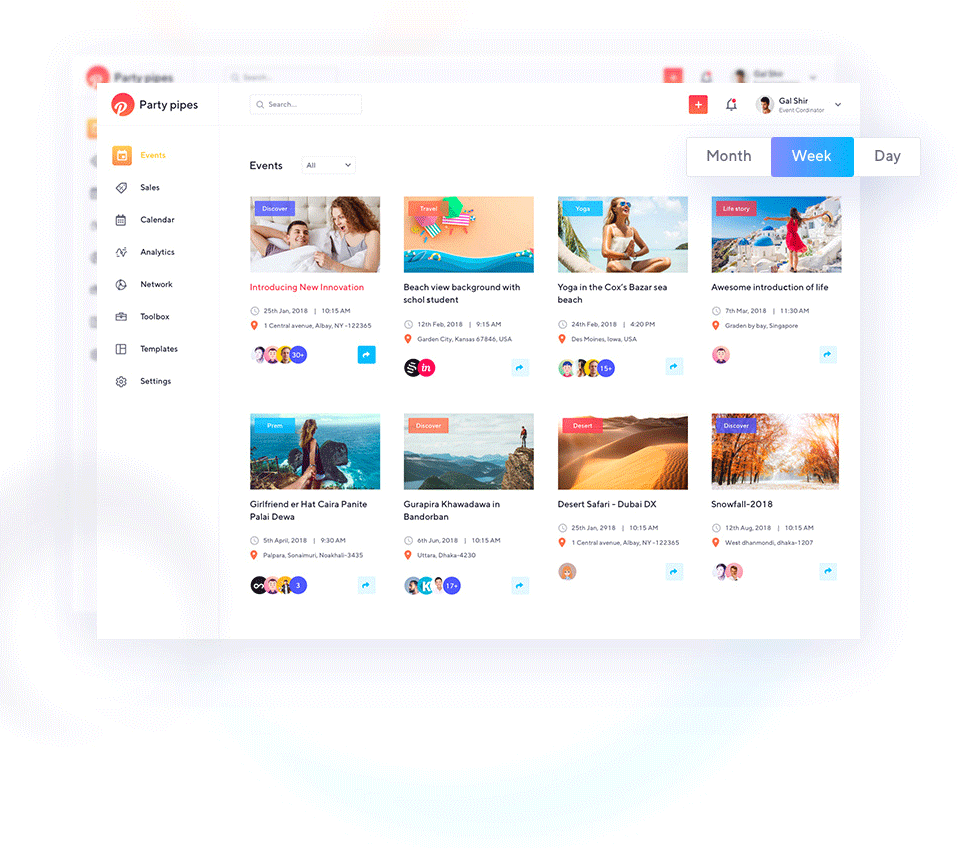 Party pipes
Search...
Gal Shir
Party pipes
Search...
Gal Shir
Event Cordinator
Month
Week
Day
Events
Sales
Calendar
Analytics
Network
Toolbox
Templates
Settings
Events
All
Discover
Introducing New Innovation
25th Jan, 2018 | 10:15 AM
1 Central avenue, Albay, NY -122365
30+
Travel
Beach view background with
schol student
12th Feb, 2018 | 9:15 AM
Garden City, Kansas 67846, USA
in
Yoga
Yoga in the Cox's Bazar sea
beach
24th Feb, 2018 | 4:20 PM
Des Moines, Iowa, USA
15+
Life story
Awesome introduction of life
7th Mar, 2018 | 11:30 AM
Graden by bay, Singapore
Prem
Girlfriend er Hat Caira Panite
Palai Dewa
5th April, 2018 | 9:30 AM
Palpara, Sonaimuri, Noakhali-3435
3
Discover
Gurapira Khawadawa in
Bandorban
6th Jun, 2018 | 10:15 AM
Uttara, Dhaka-4230
K
17+
Desert
Desert Safari - Dubai DX
25th Jan, 2918 | 10:15 AM
1 Central avenue, Albay, NY -122365
Discover
Snowfall-2018
12th Aug, 2018 | 10:15 AM
West dhanmondi, dhaka-1207